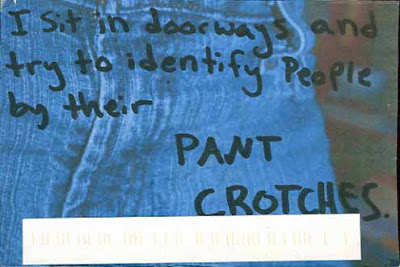 I sit in doorways and
try to identify People
by their
PANT
CROTCHES.